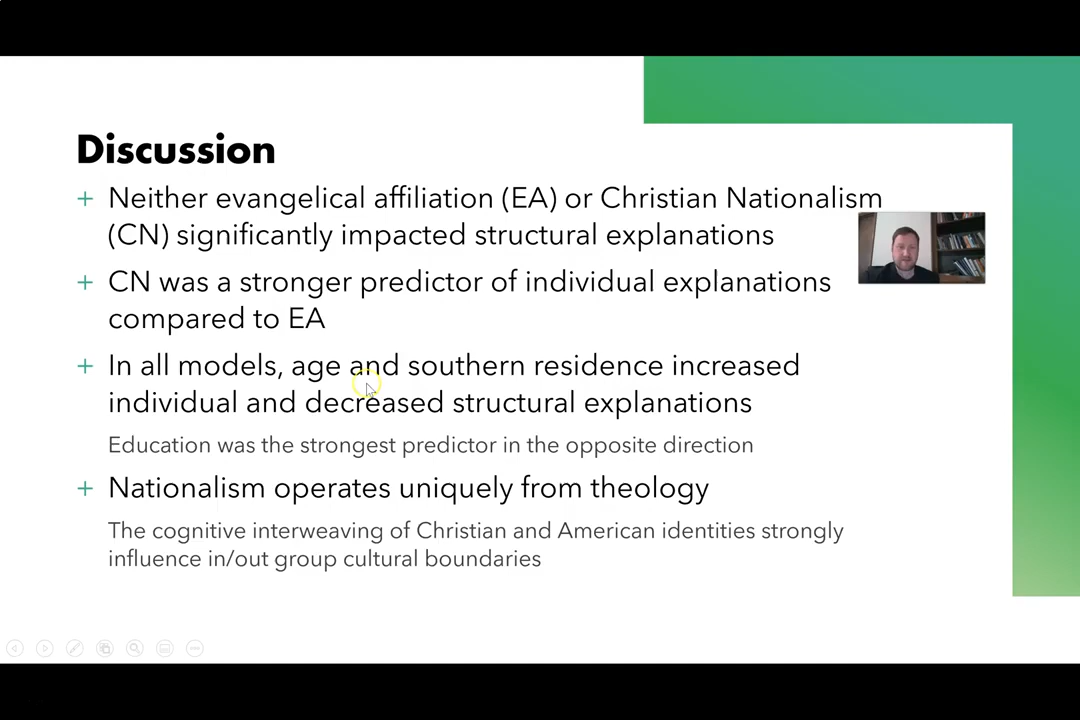 Discussion
+ Neither evangelical affiliation (EA) or Christian Nationalism
(CN) significantly impacted structural explanations
+ CN was a stronger predictor of individual explanations
compared to EA
+ In all models, age and southern residence increased
individual and decreased structural explanations
Education was the strongest predictor in the opposite direction
+ Nationalism operates uniquely from theology
The cognitive interweaving of Christian and American identities strongly
influence in/out group cultural boundaries